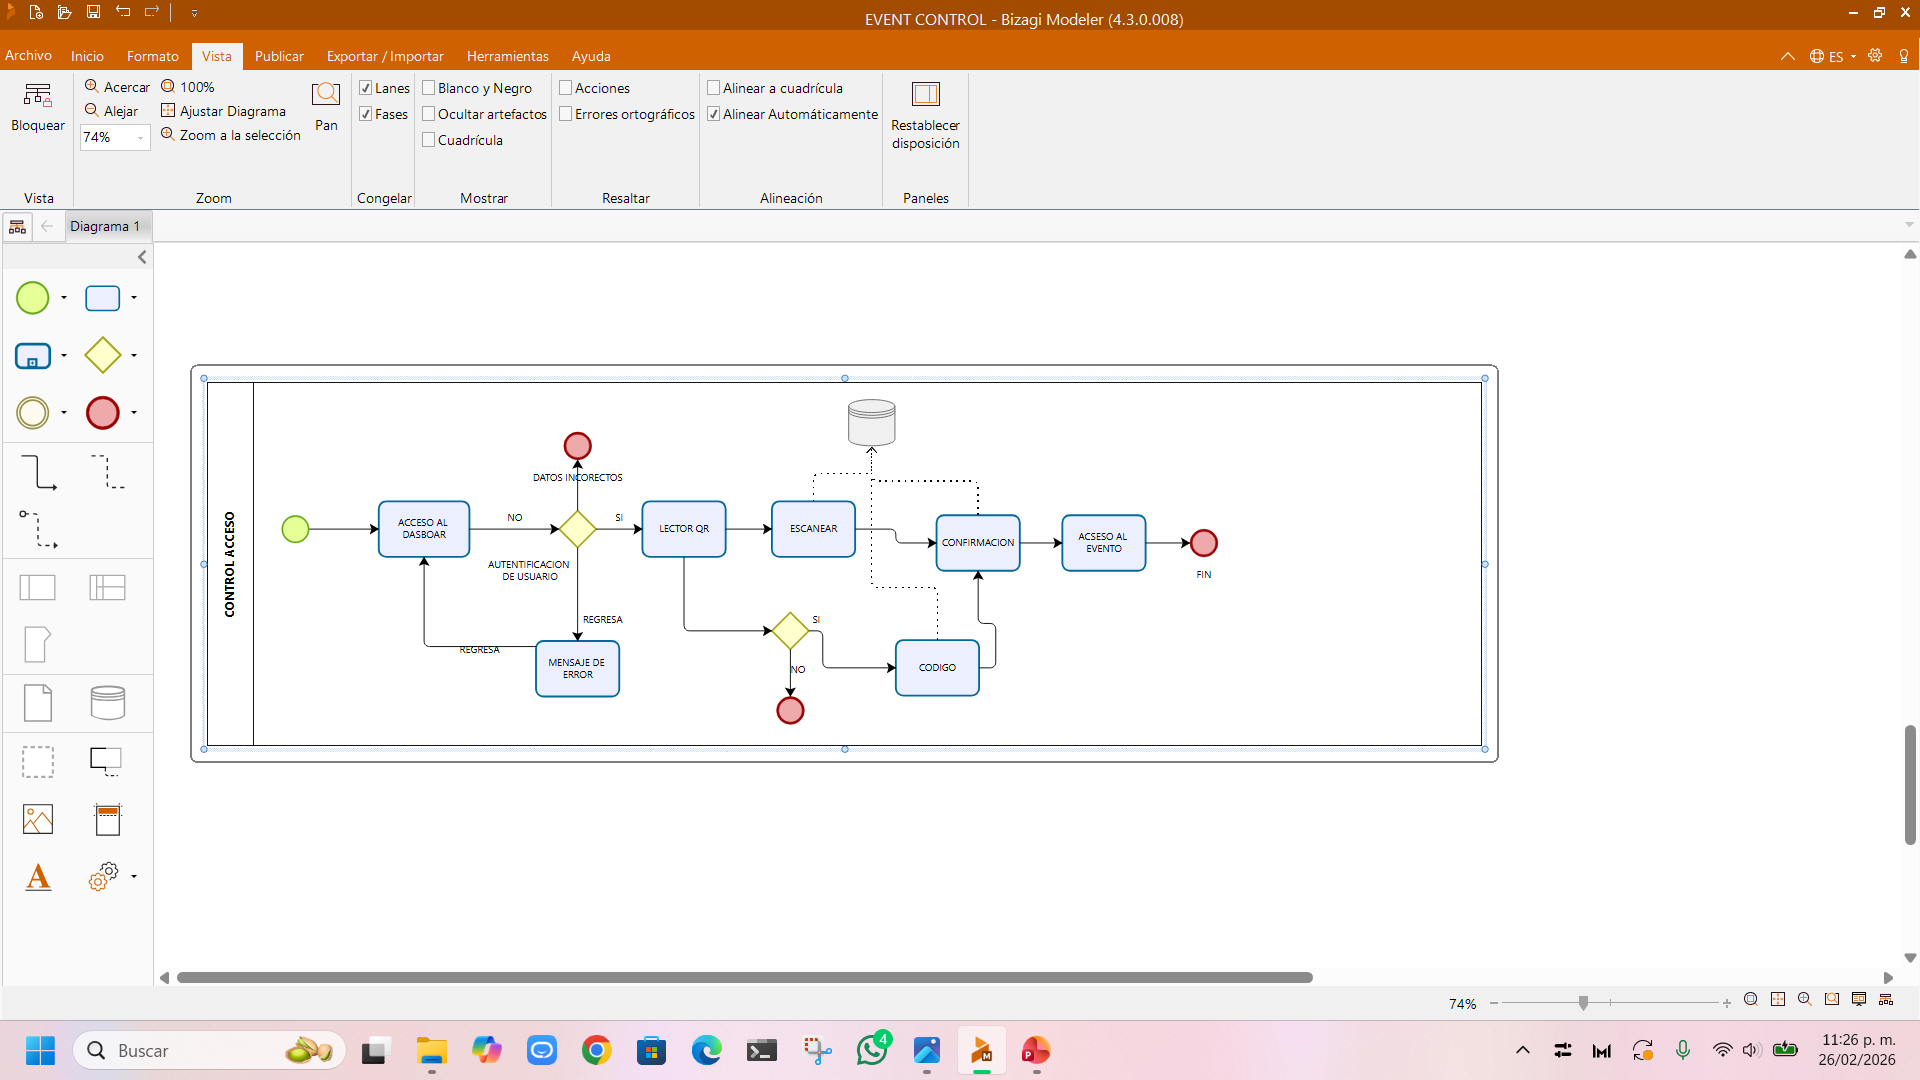 EVENT CONTROL - Bizagi Modeler (4.3.0.008)
Archivo Inicio Formato Vista Publicar Exportar / Importar Herramientas Ayuda
ES
Bloquear
Vista
Acercar
100%
Alejar
Ajustar Diagrama
74%
Zoom a la selección
Pan
Zoom
Lanes
Fases
Congelar
Blanco y Negro
Ocultar artefactos
Cuadrícula
Mostrar
Acciones
Errores ortográficos
Resaltar
Alinear a cuadrícula
Alinear Automáticamente
Alineación
Restablecer
disposición
Paneles
Diagrama 1
CONTROL ACCESO
DATOS INCORECTOS
ACCESO AL
DASBOAR
NO
SI
LECTOR QR
ESCANEAR
CONFIRMACION
ACSESO AL
EVENTO
FIN
AUTENTIFICACION
DE USUARIO
REGRESA
REGRESA
MENSAJE DE
ERROR
SI
NO
CODIGO
74%
Buscar
4
11:26 p. m.
26/02/2026